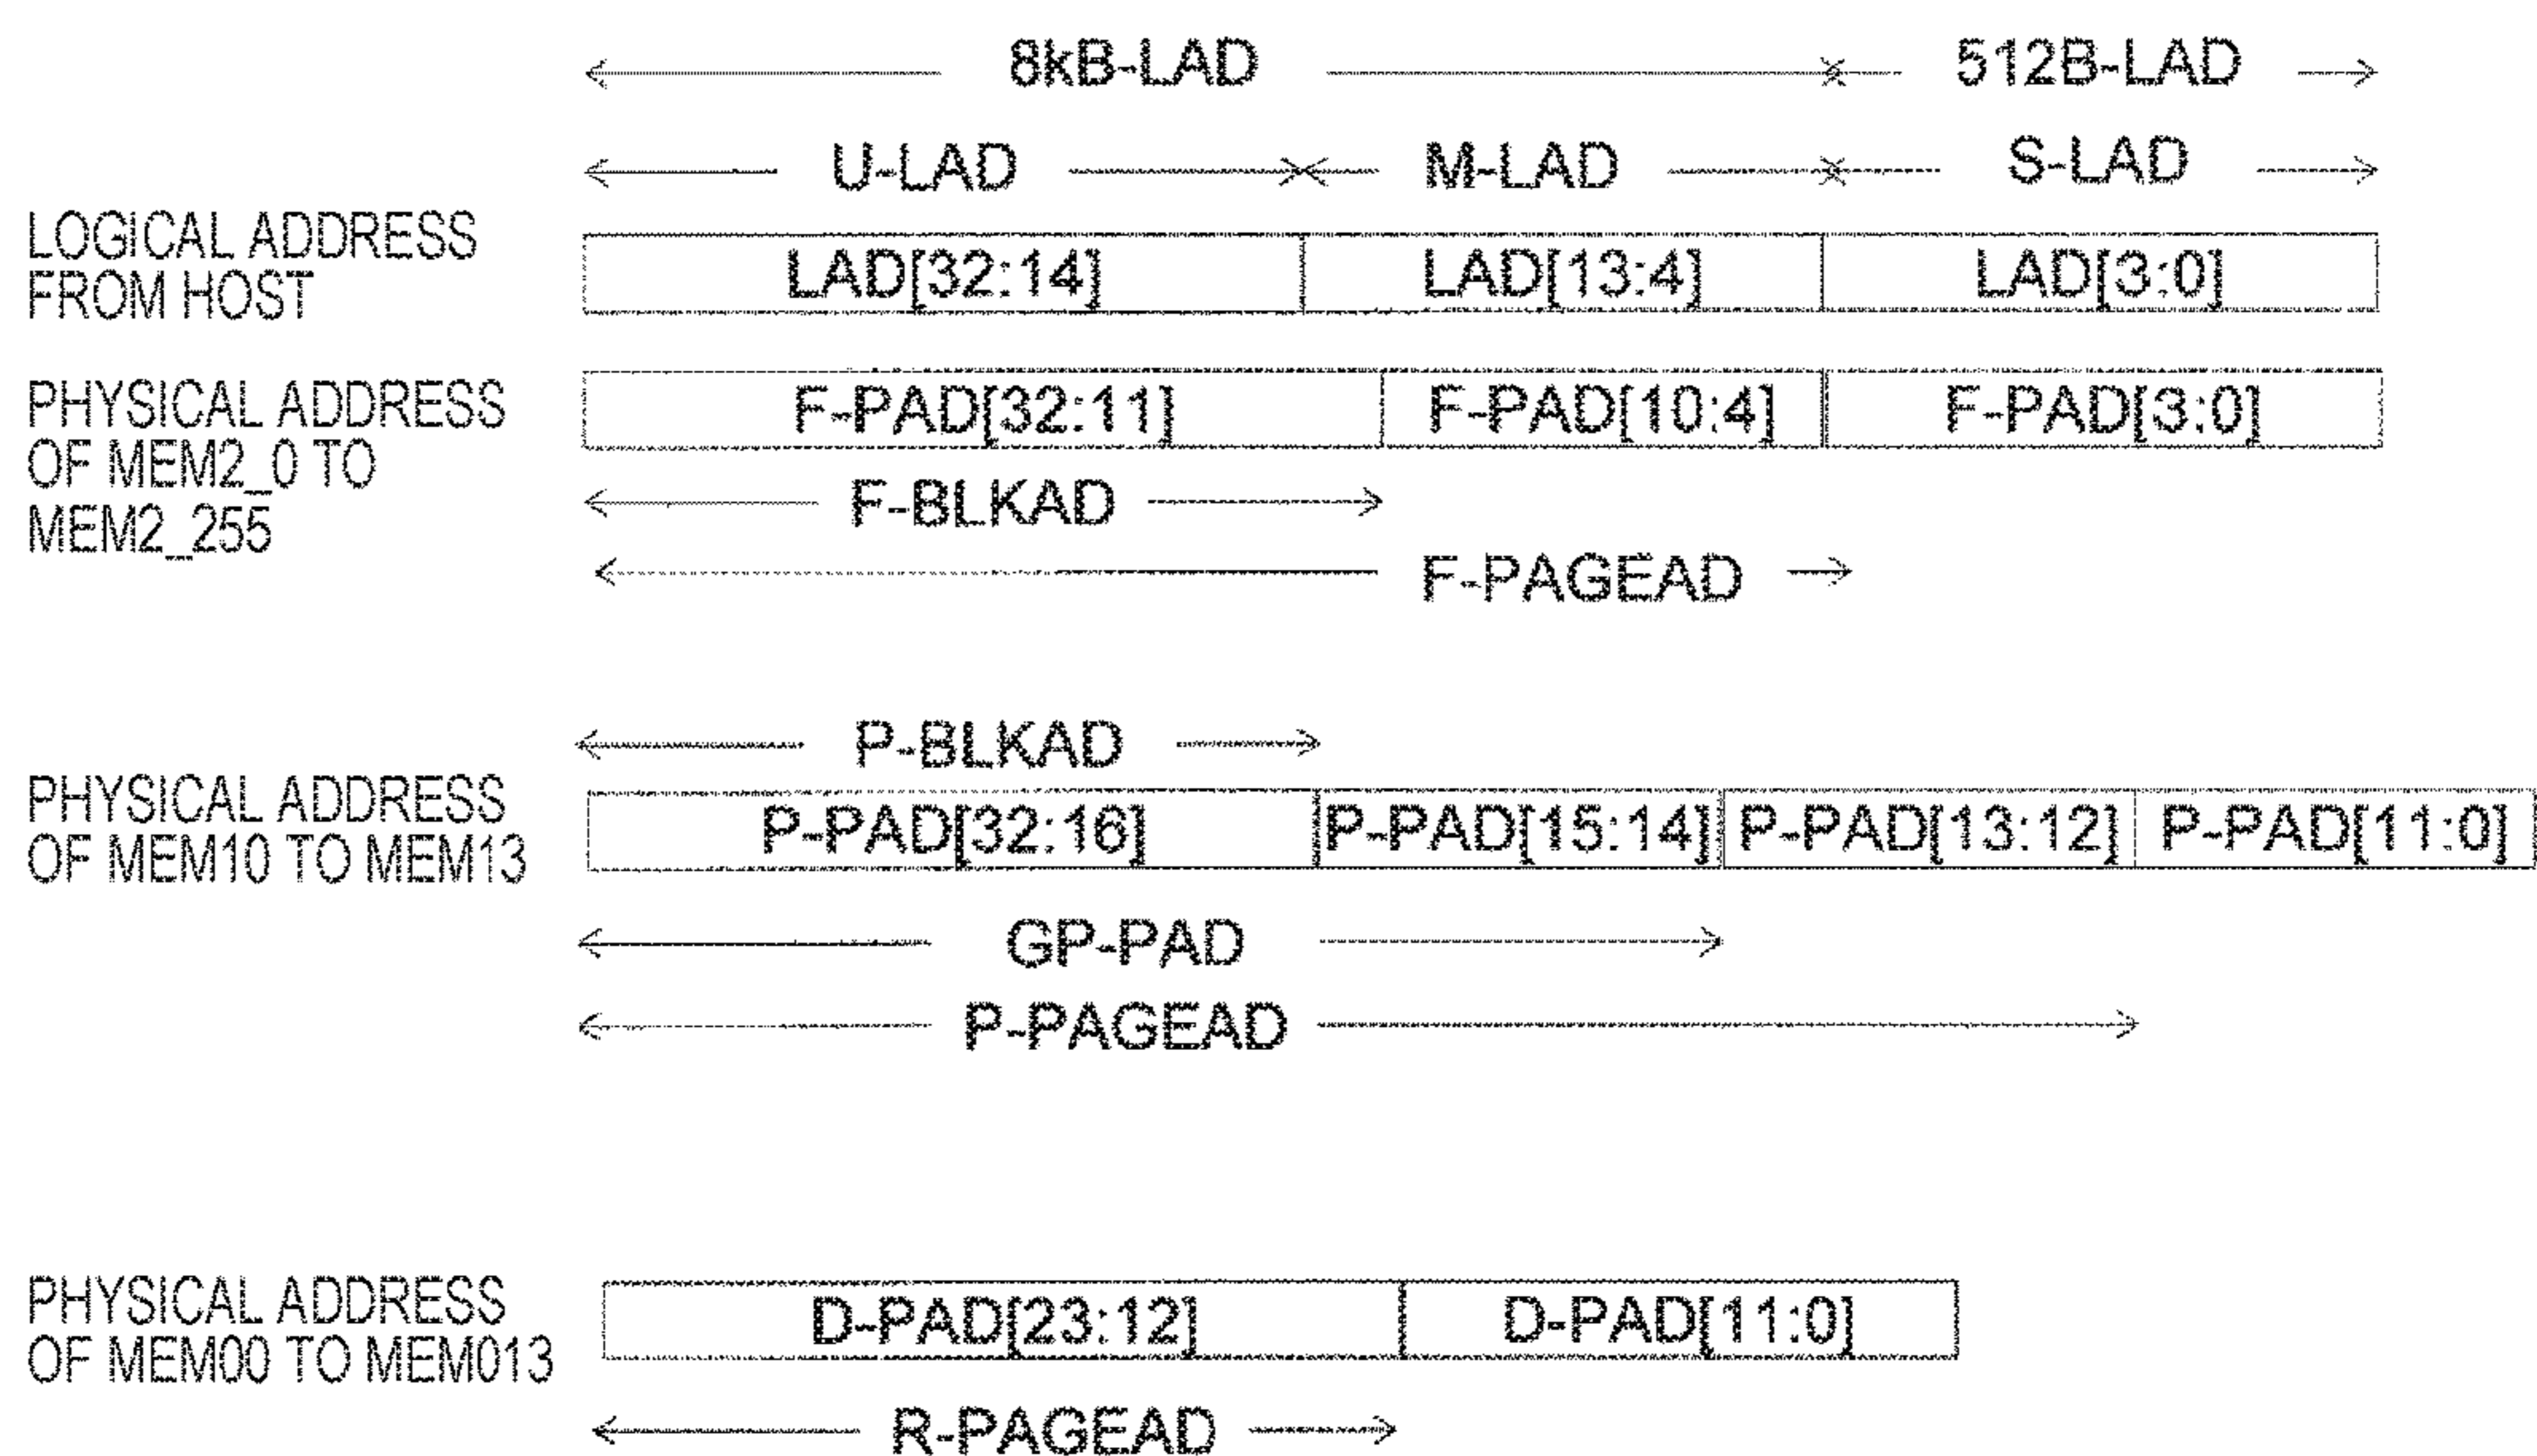 8kB-LAD 512B-LAD
U-LAD M-LAD S-LAD
LOGICAL ADDRESS
FROM HOST
LAD[32:14] LAD[13:4] LAD[3:0]
PHYSICAL ADDRESS
OF MEM2_0 TO
MEM2_255
F-PAD[32:11] F-PAD[10:4] F-PAD[3:0]
F-BLKAD
F-PAGEAD
P-BLKAD
PHYSICAL ADDRESS
OF MEM10 TO MEM13
P-PAD[32:16] P-PAD[15:14] P-PAD[13:12] P-PAD[11:0]
GP-PAD
P-PAGEAD
PHYSICAL ADDRESS
OF MEM00 TO MEM013
D-PAD[23:12] D-PAD[11:0]
R-PAGEAD